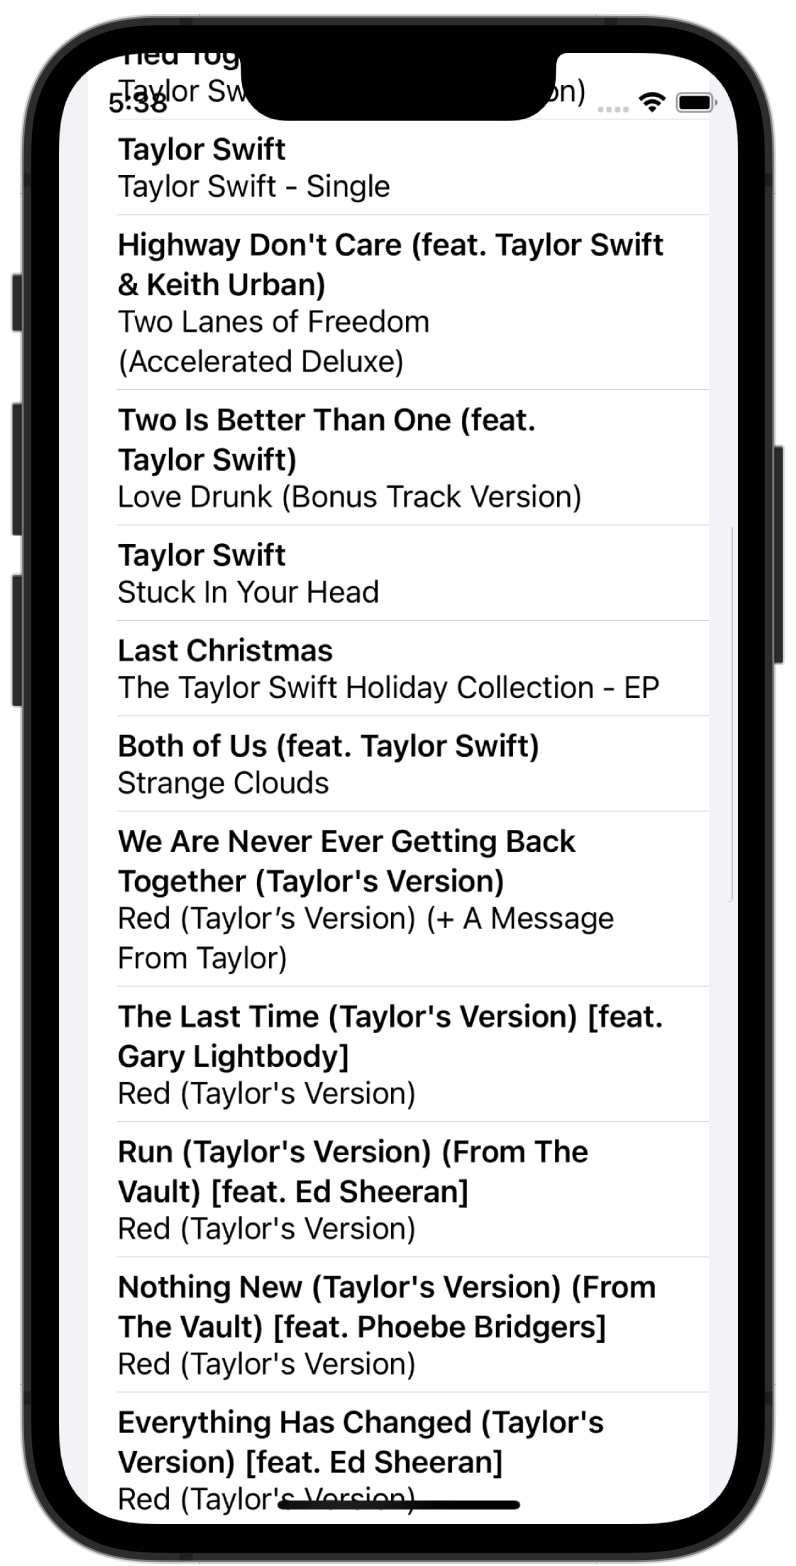 Tied Tog
Taylor Sw on)
5:38
Taylor Swift
Taylor Swift - Single
Highway Don't Care (feat. Taylor Swift
& Keith Urban)
Two Lanes of Freedom
(Accelerated Deluxe)
Two Is Better Than One (feat.
Taylor Swift)
Love Drunk (Bonus Track Version)
Taylor Swift
Stuck In Your Head
Last Christmas
The Taylor Swift Holiday Collection - EP
Both of Us (feat. Taylor Swift)
Strange Clouds
We Are Never Ever Getting Back
Together (Taylor's Version)
Red (Taylor’s Version) (+ A Message
From Taylor)
The Last Time (Taylor's Version) [feat.
Gary Lightbody]
Red (Taylor's Version)
Run (Taylor's Version) (From The
Vault) [feat. Ed Sheeran]
Red (Taylor's Version)
Nothing New (Taylor's Version) (From
The Vault) [feat. Phoebe Bridgers]
Red (Taylor's Version)
Everything Has Changed (Taylor's
Version) [feat. Ed Sheeran]
Red (Taylor's Version)